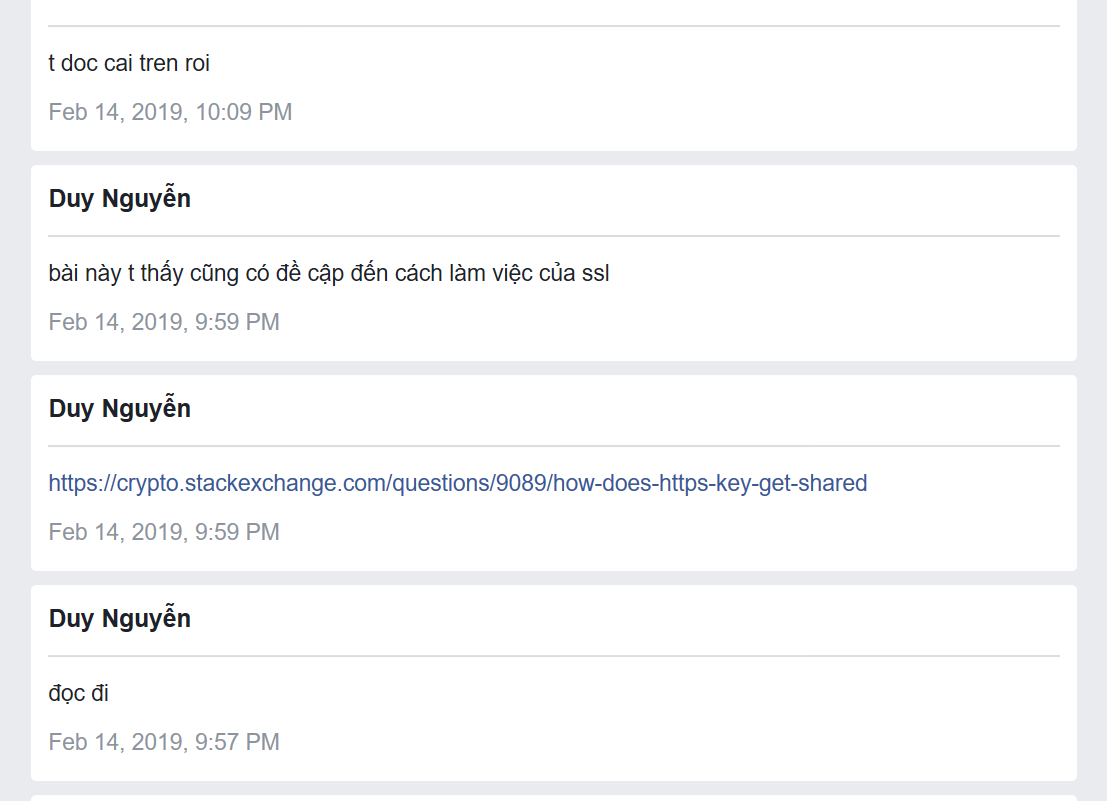 t doc cai tren roi
Feb 14, 2019, 10:09 PM
Duy Nguyễn
bài này t thấy cũng có đề cập đến cách làm việc của ssl
Feb 14, 2019, 9:59 PM
Duy Nguyễn
https://crypto.stackexchange.com/questions/9089/how-does-https-key-get-shared
Feb 14, 2019, 9:59 PM
Duy Nguyễn
đọc đi
Feb 14, 2019, 9:57 PM